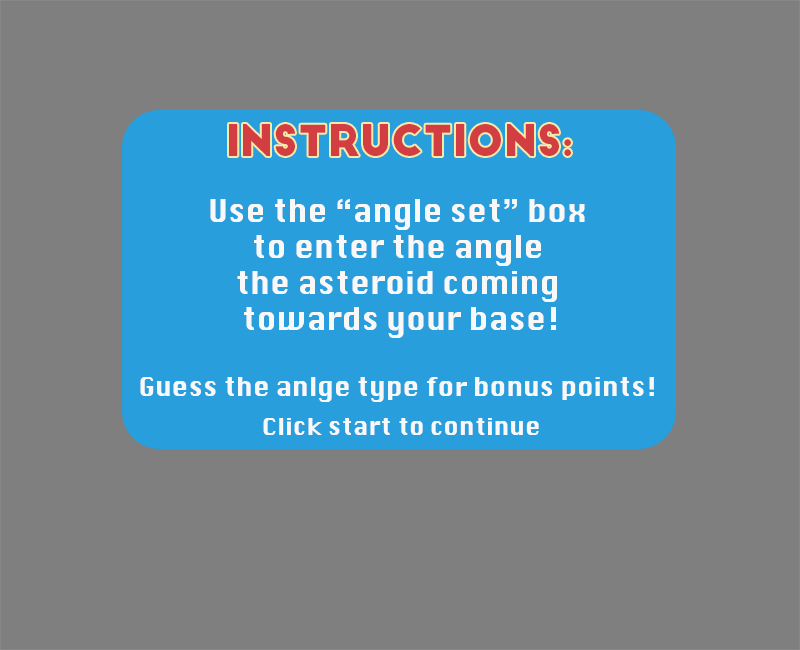 INSTRUCTIONS:
Use the “angle set” box
to enter the angle
the asteroid coming
towards your base!
Guess the anlge type for bonus points!
Click start to continue